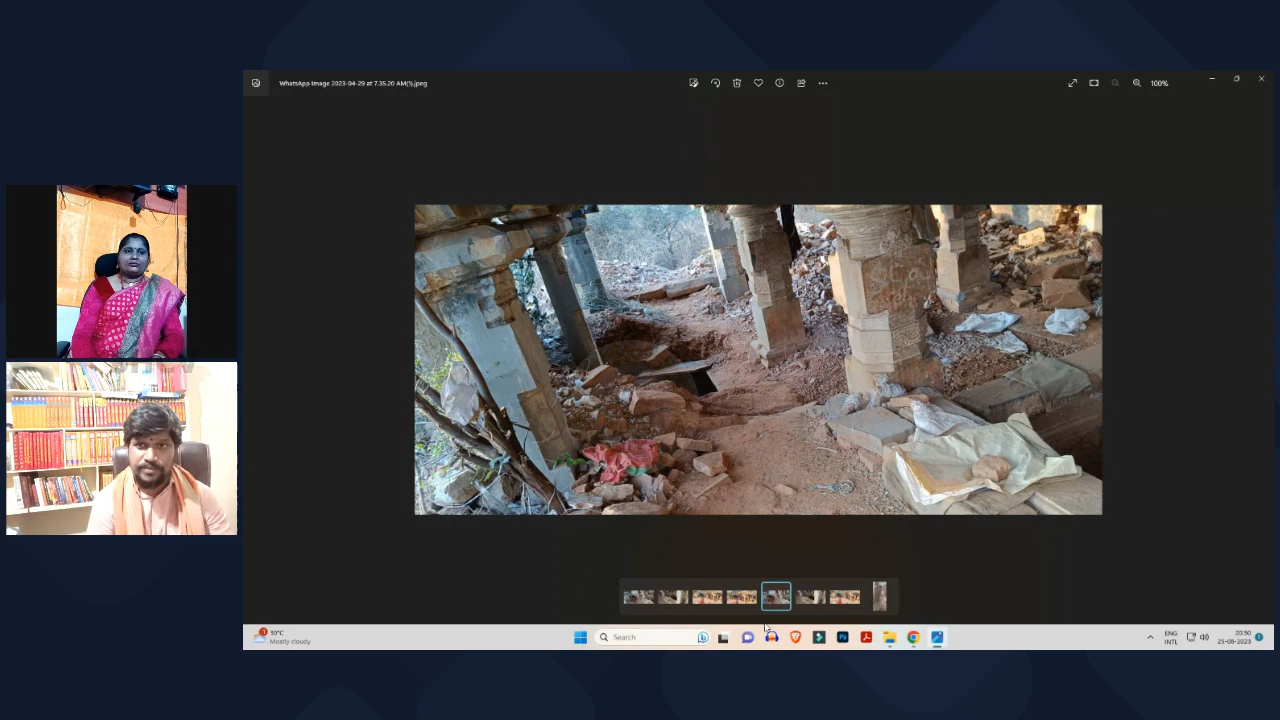 WhatsApp Image 2023-04-29 at 7.35.20 AM(1).jpeg
100%
30°C
Mostly cloudy
Search
ENG
INTL
20:50
25-08-2023